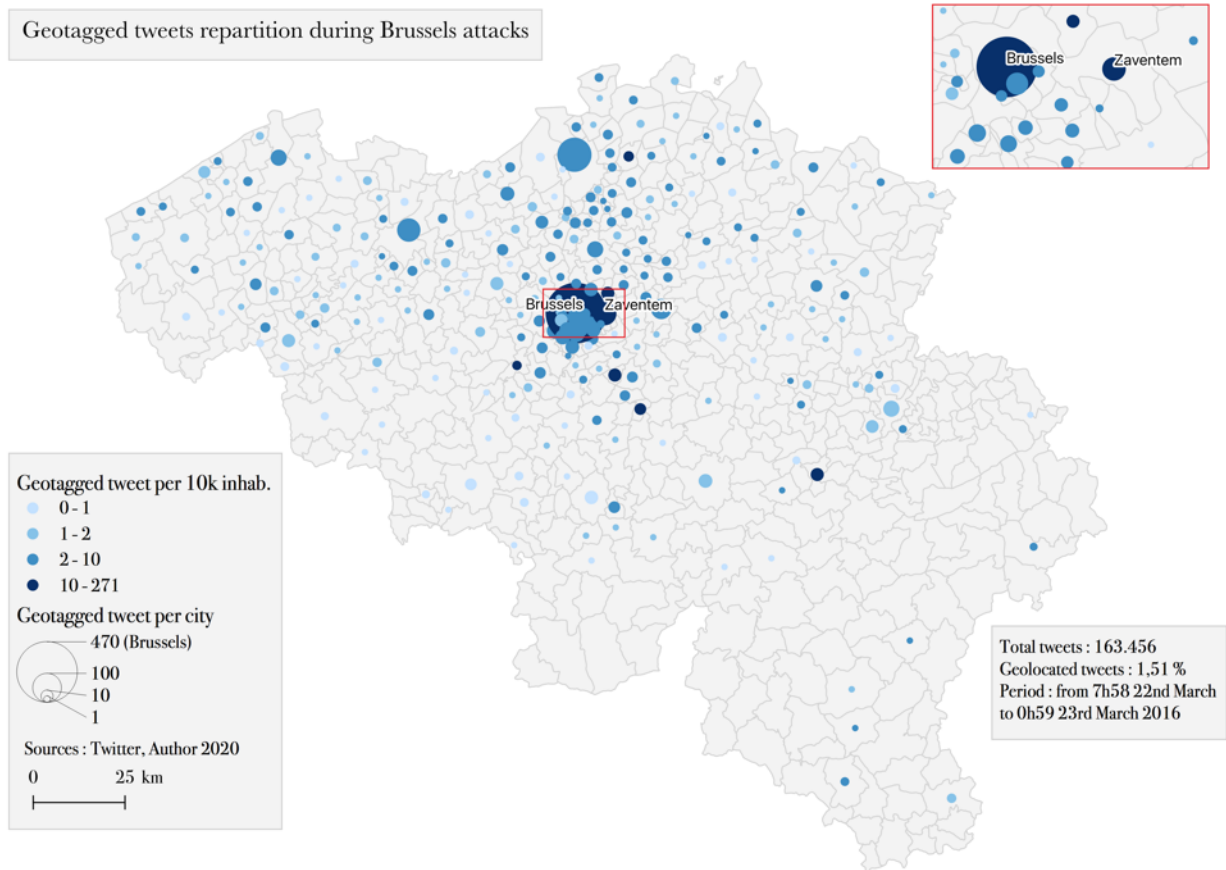 Geotagged tweets repartition during Brussels attacks
Brussels
Zaventem
Brussels
Zaventem
Geotagged tweet per 10k inhab.
0 - 1
1 - 2
2 - 10
10 - 271
Geotagged tweet per city
470 (Brussels)
100
10
1
Sources : Twitter, Author 2020
0 25 km
Total tweets : 163.456
Geolocated tweets : 1,51 %
Period : from 7h58 22nd March
to 0h59 23rd March 2016